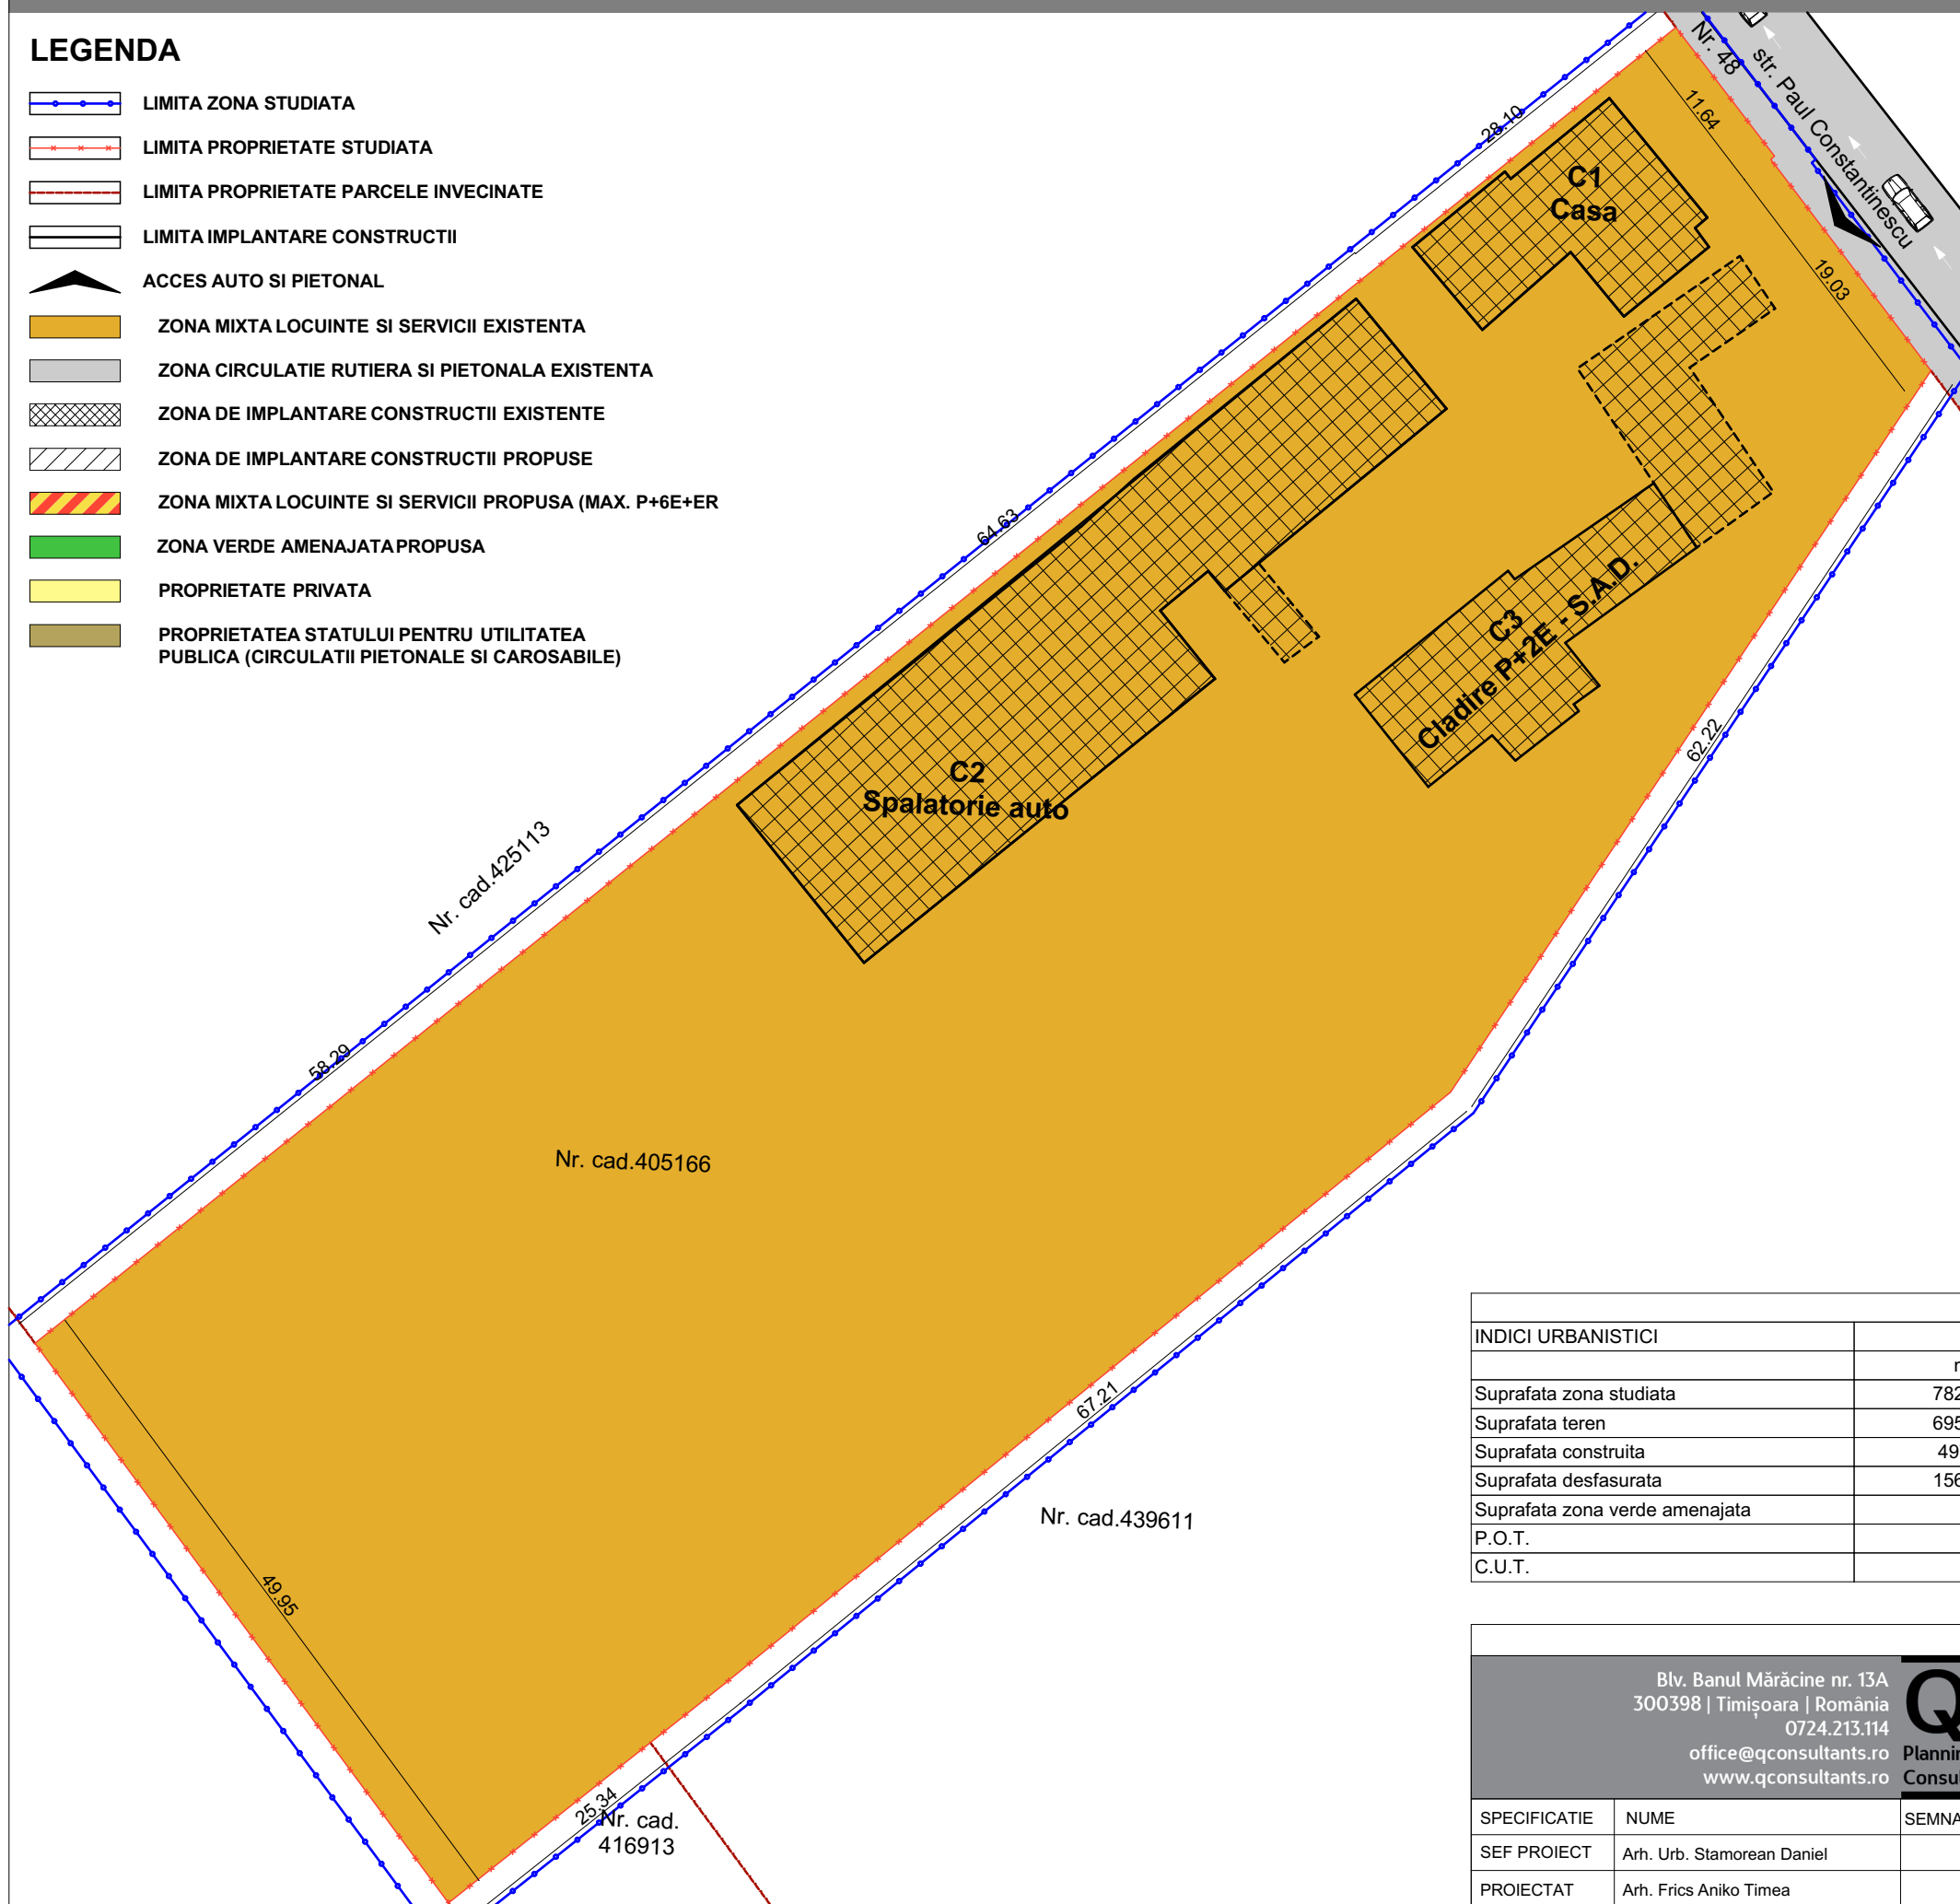 LEGENDA
LIMITA ZONA STUDIATA
LIMITA PROPRIETATE STUDIATA
LIMITA PROPRIETATE PARCELE INVECINATE
LIMITA IMPLANTARE CONSTRUCTII
ACCES AUTO SI PIETONAL
ZONA MIXTA LOCUINTE SI SERVICII EXISTENTA
ZONA CIRCULATIE RUTIERA SI PIETONALA EXISTENTA
ZONA DE IMPLANTARE CONSTRUCTII EXISTENTE
ZONA DE IMPLANTARE CONSTRUCTII PROPUSE
ZONA MIXTA LOCUINTE SI SERVICII PROPUSA (MAX. P+6E+ER
ZONA VERDE AMENAJATA PROPUSA
PROPRIETATE PRIVATA
PROPRIETATEA STATULUI PENTRU UTILITATEA
PUBLICA (CIRCULATII PIETONALE SI CAROSABILE)
Nr. 48
str. Paul Constantinescu
11.64
19.03
28.10
C1
Casa
64.63
C3
Cladire P+2E - S.A.D.
62.22
C2
Spalatorie auto
Nr. cad.425113
58.29
Nr. cad.405166
67.21
Nr. cad.439611
49.95
25.34
Nr. cad.
416913
INDICI URBANISTICI
Suprafata zona studiata 782
Suprafata teren 695
Suprafata construita 49
Suprafata desfasurata 156
Suprafata zona verde amenajata
P.O.T.
C.U.T.
Blv. Banul Mărăcine nr. 13A
300398 | Timișoara | România
0724.213.114
office@qconsultants.ro
www.qconsultants.ro
Q
Plannin
Consul
SPECIFICATIE NUME SEMNA
SEF PROIECT Arh. Urb. Stamorean Daniel
PROIECTAT Arh. Frics Aniko Timea